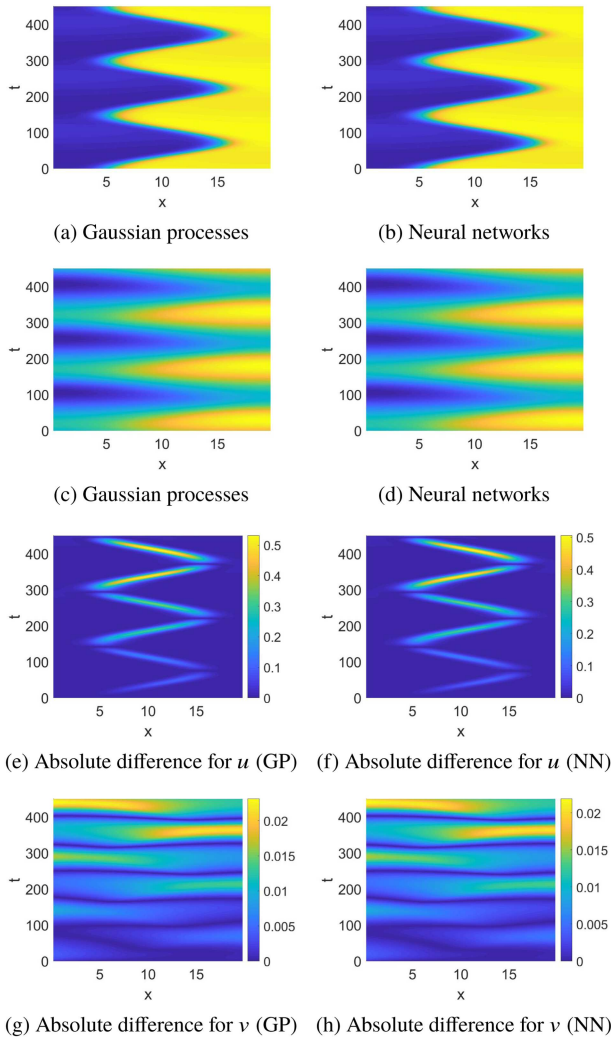 400
300
200
100
0
t
5 10 15
x
400
300
200
100
0
t
5 10 15
x
(a) Gaussian processes
(b) Neural networks
400
300
200
100
0
t
5 10 15
x
400
300
200
100
0
t
5 10 15
x
(c) Gaussian processes
(d) Neural networks
400
300
200
100
0
t
5 10 15
x
0.5
0.4
0.3
0.2
0.1
0
400
300
200
100
0
t
5 10 15
x
0.5
0.4
0.3
0.2
0.1
0
(e) Absolute difference for u (GP)
(f) Absolute difference for u (NN)
400
300
200
100
0
t
5 10 15
x
0.02
0.015
0.01
0.005
0
400
300
200
100
0
t
5 10 15
x
0.02
0.015
0.01
0.005
0
(g) Absolute difference for v (GP)
(h) Absolute difference for v (NN)